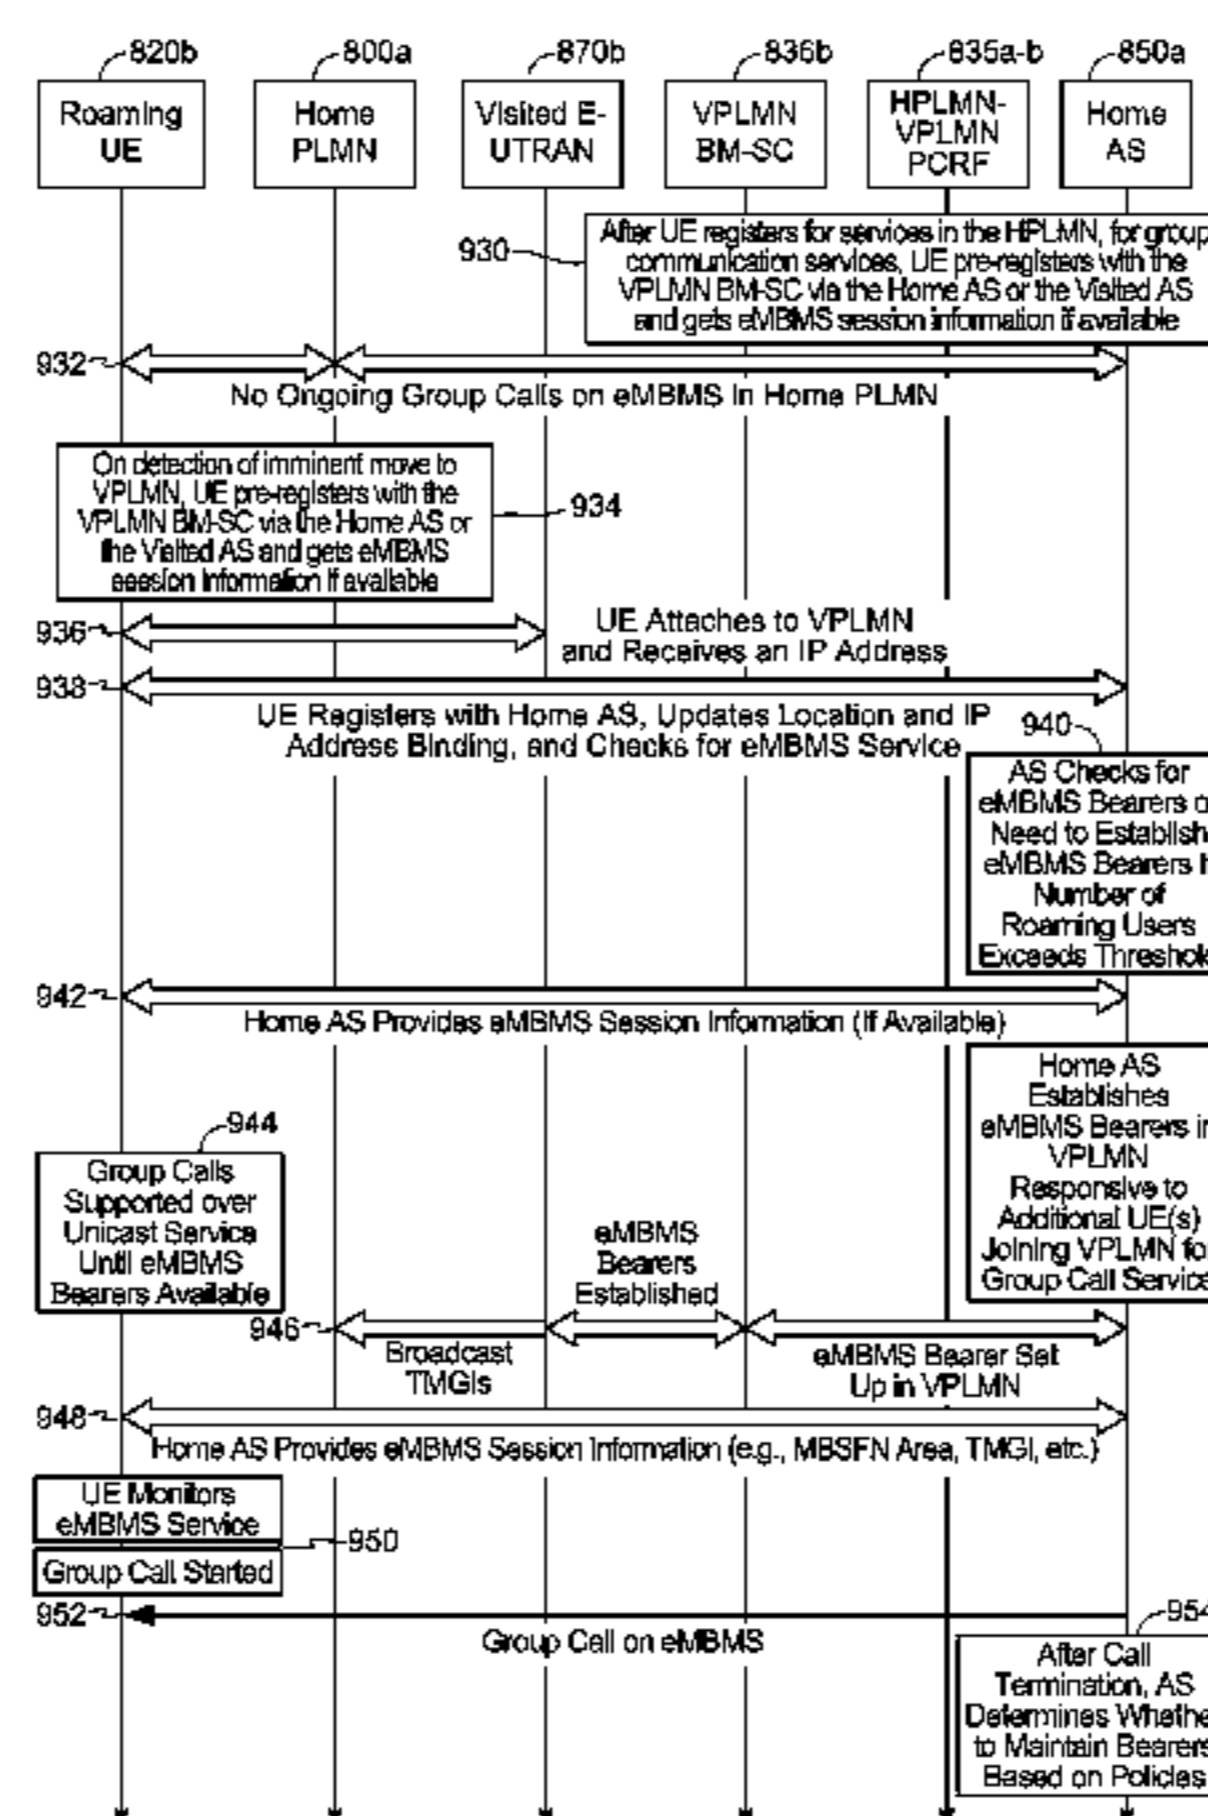 820b
800a
870b
836b
835a-b
850a
Roaming
UE
Home
PLMN
Visited E-
UTRAN
VPLMN
BM-SC
HPLMN-
VPLMN
PCRF
Home
AS
930
After UE registers for services in the HPLMN, for group
communication services, UE pre-registers with the
VPLMN BM-SC via the Home AS or the Visited AS
and gets eMBMS session information if available
932
No Ongoing Group Calls on eMBMS in Home PLMN
On detection of imminent move to
VPLMN, UE pre-registers with the
VPLMN BM-SC via the Home AS or
the Visited AS and gets eMBMS
session information if available
934
936
UE Attaches to VPLMN
and Receives an IP Address
938
UE Registers with Home AS, Updates Location and IP
Address Binding, and Checks for eMBMS Service
940
AS Checks for
eMBMS Bearers
Need to Establish
eMBMS Bearers
Number of
Roaming Users
Exceeds Threshold
942
Home AS Provides eMBMS Session Information (If Available)
Home AS
Establishes
eMBMS Bearers in
VPLMN
Responsive to
Additional UE(s)
Joining VPLMN for
Group Call Service
944
Group Calls
Supported over
Unicast Service
Until eMBMS
Bearers Available
eMBMS
Bearers
Established
946
Broadcast
TMGIs
eMBMS Bearer Set
Up in VPLMN
948
Home AS Provides eMBMS Session Information (e.g., MBSFN Area, TMGI, etc.)
UE Monitors
eMBMS Service
950
Group Call Started
952
Group Call on eMBMS
954
After Call
Termination, AS
Determines Whethe
to Maintain Bearers
Based on Policies